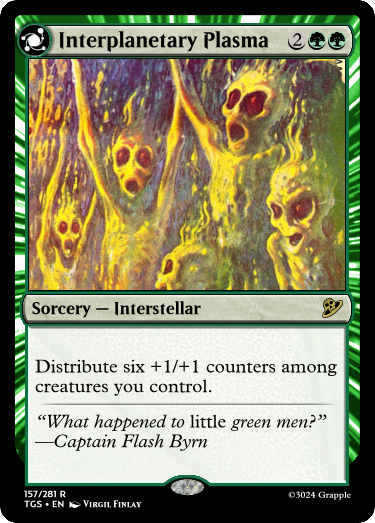 Interplanetary Plasma 2
Sorcery — Interstellar
Distribute six +1/+1 counters among
creatures you control.
“What happened to little green men?”
—Captain Flash Byrn
157/281 R
TGS • EN VIRGIL FINLAY
©3024 Grapple